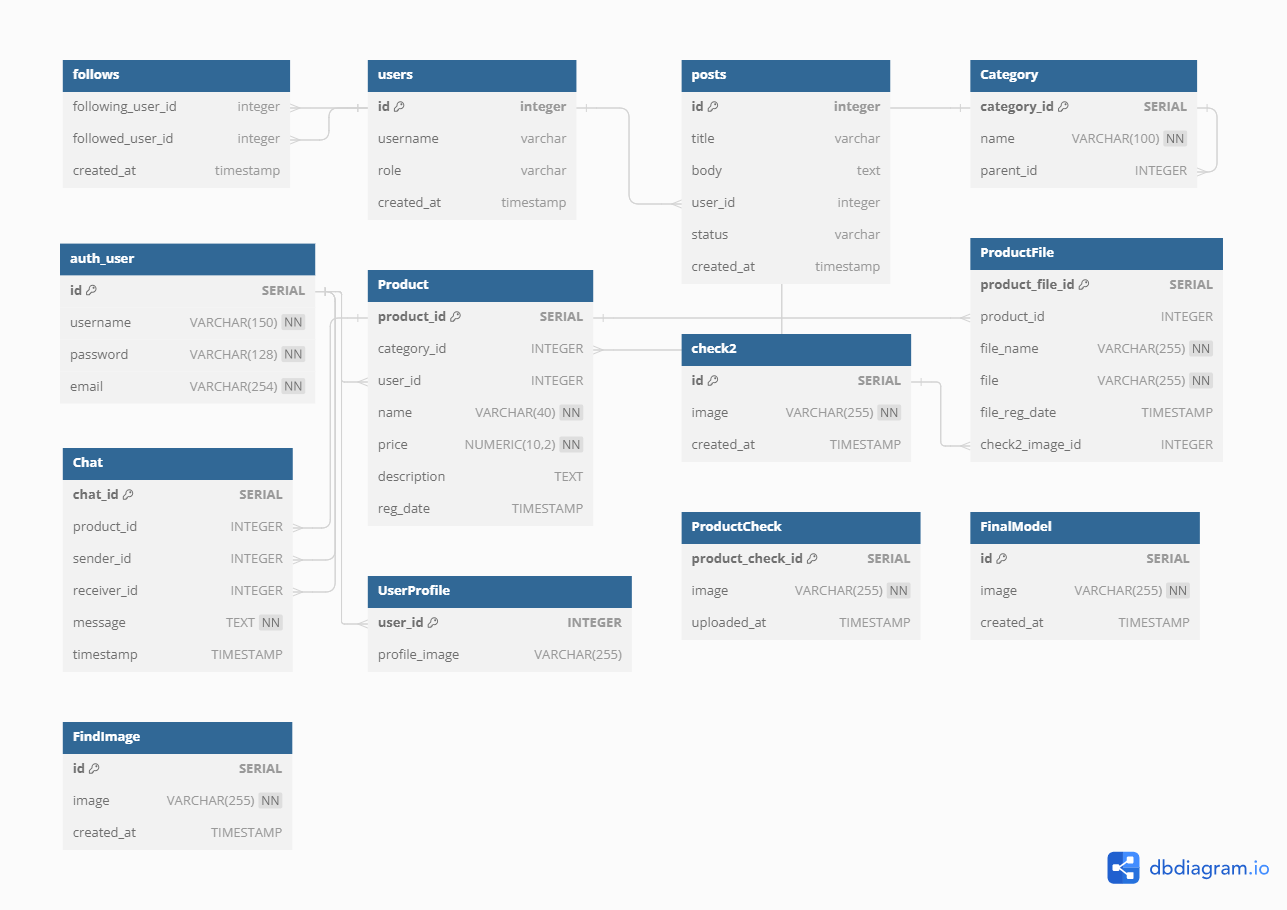 follows
following_user_id integer
followed_user_id integer
created_at timestamp
users
id integer
username varchar
role varchar
created_at timestamp
posts
id integer
title varchar
body text
user_id integer
status varchar
created_at timestamp
Category
category_id SERIAL
name VARCHAR(100) NN
parent_id INTEGER
auth_user
id SERIAL
username VARCHAR(150) NN
password VARCHAR(128) NN
email VARCHAR(254) NN
Product
product_id SERIAL
category_id INTEGER
user_id INTEGER
name VARCHAR(40) NN
price NUMERIC(10,2) NN
description TEXT
reg_date TIMESTAMP
check2
id SERIAL
image VARCHAR(255) NN
created_at TIMESTAMP
ProductFile
product_file_id SERIAL
product_id INTEGER
file_name VARCHAR(255) NN
file VARCHAR(255) NN
file_reg_date TIMESTAMP
check2_image_id INTEGER
Chat
chat_id SERIAL
product_id INTEGER
sender_id INTEGER
receiver_id INTEGER
message TEXT NN
timestamp TIMESTAMP
UserProfile
user_id INTEGER
profile_image VARCHAR(255)
ProductCheck
product_check_id SERIAL
image VARCHAR(255) NN
uploaded_at TIMESTAMP
FinalModel
id SERIAL
image VARCHAR(255) NN
created_at TIMESTAMP
FindImage
id SERIAL
image VARCHAR(255) NN
created_at TIMESTAMP
dbdiagram.io